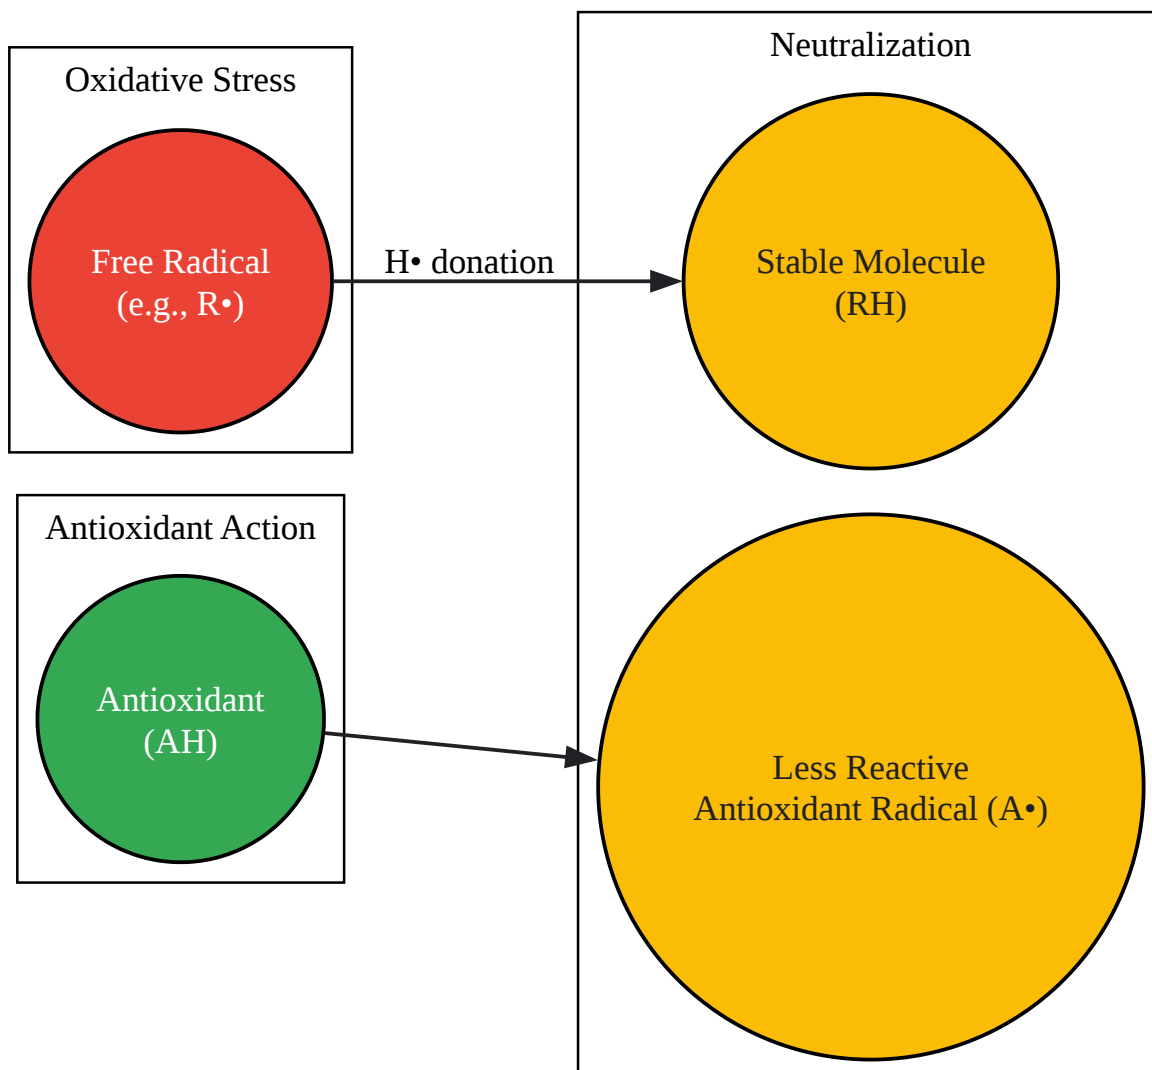 Oxidative Stress
Free Radical
(e.g., R•)
H• donation
Neutralization
Stable Molecule
(RH)
Antioxidant Action
Antioxidant
(AH)
Less Reactive
Antioxidant Radical (A•)